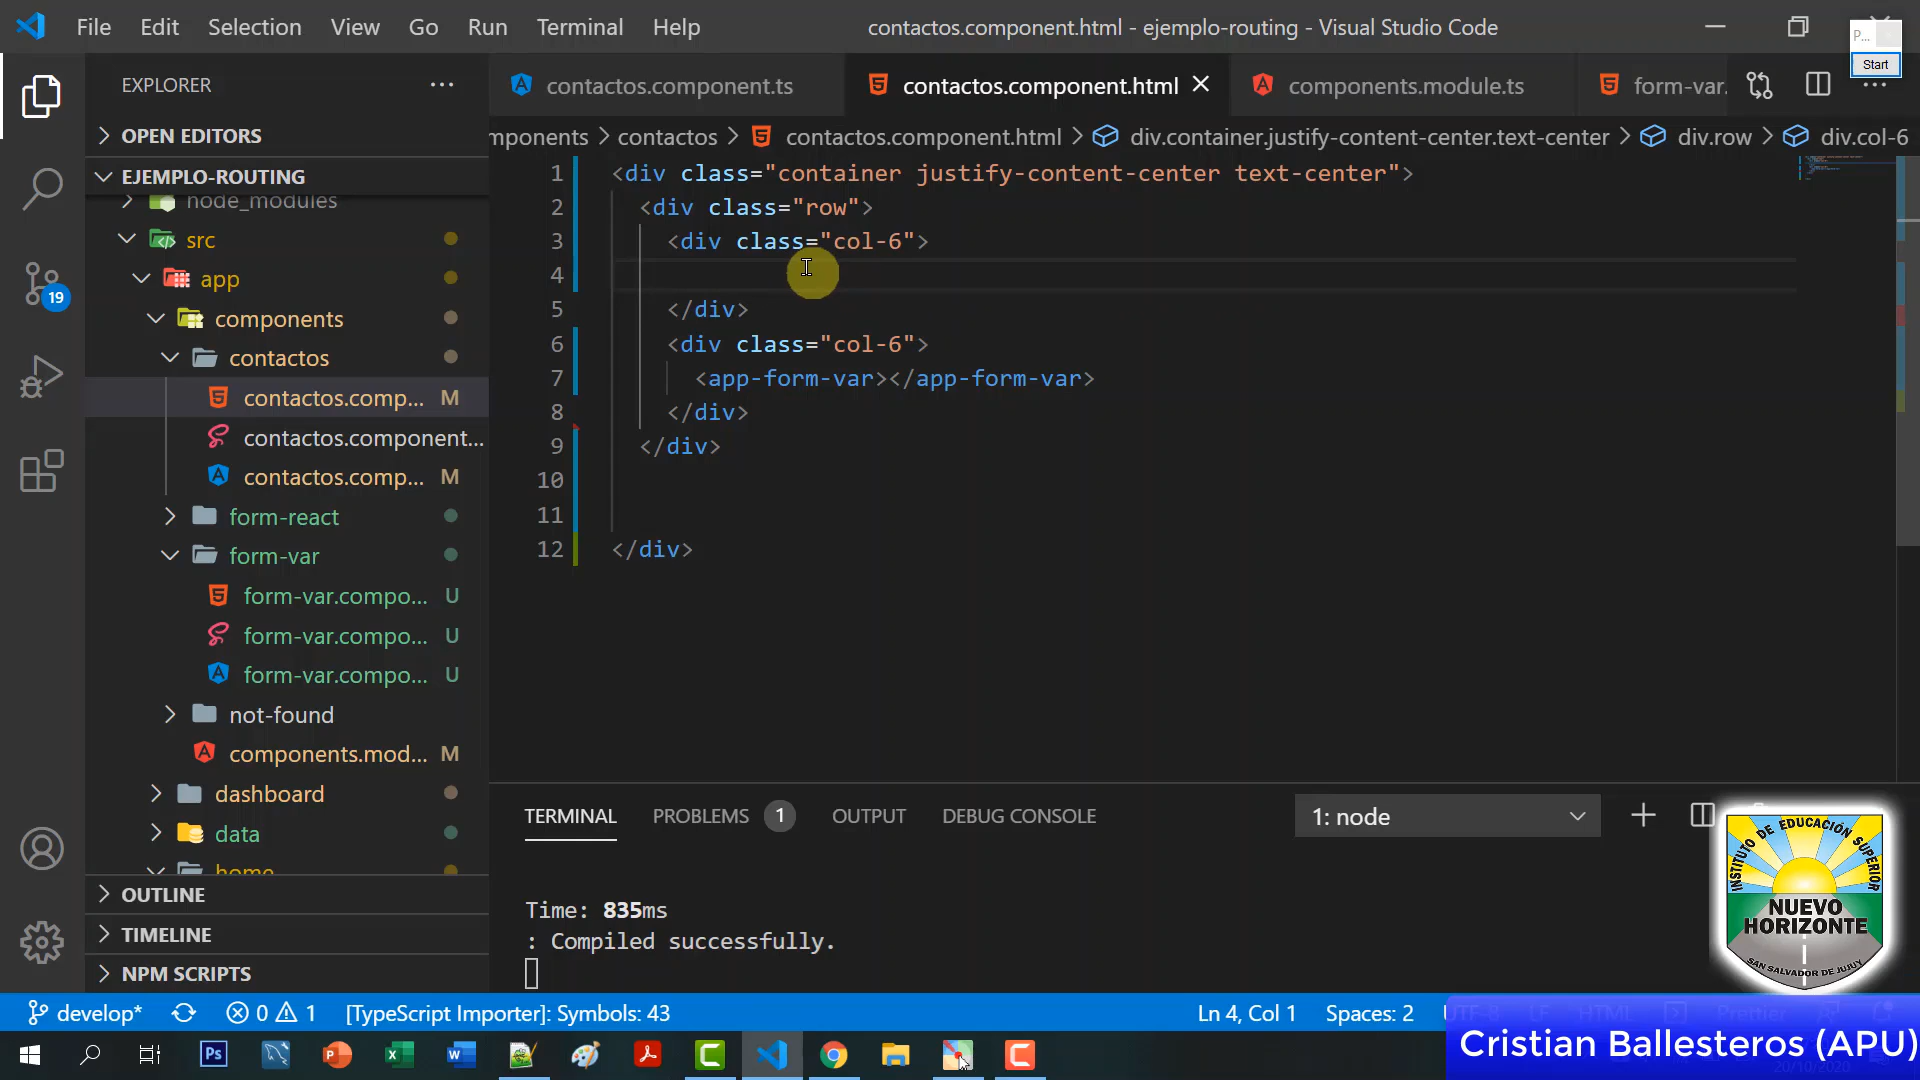 File Edit Selection View Go Run Terminal Help
contactos.component.html - ejemplo-routing - Visual Studio Code
P...
Start
EXPLORER
contactos.component.ts
contactos.component.html
components.module.ts
form-var.
OPEN EDITORS
mponents > contactos > contactos.component.html > div.container.justify-content-center.text-center > div.row > div.col-6
EJEMPLO-ROUTING
node_modules
src
app
components
contactos
contactos.comp... M
contactos.component...
contactos.comp... M
form-react
form-var
form-var.compo... U
form-var.compo... U
form-var.compo... U
not-found
components.mod... M
dashboard
data
home
OUTLINE
TIMELINE
NPM SCRIPTS
19
1 <div class="container justify-content-center text-center">
2 <div class="row">
3 <div class="col-6">
4
5 </div>
6 <div class="col-6">
7 <app-form-var></app-form-var>
8 </div>
9 </div>
10
11
12 </div>
TERMINAL PROBLEMS 1 OUTPUT DEBUG CONSOLE
1: node
Time: 835ms
: Compiled successfully.
INSTITUTO DE EDUCACIÓN SUPERIOR
NUEVO
HORIZONTE
SAN SALVADOR DE JUJUY
develop* 0 1 [TypeScript Importer]: Symbols: 43
Ln 4, Col 1 Spaces: 2 UTF-8 LF HTML Prettier
Cristian Ballesteros (APU)
20/10/2020